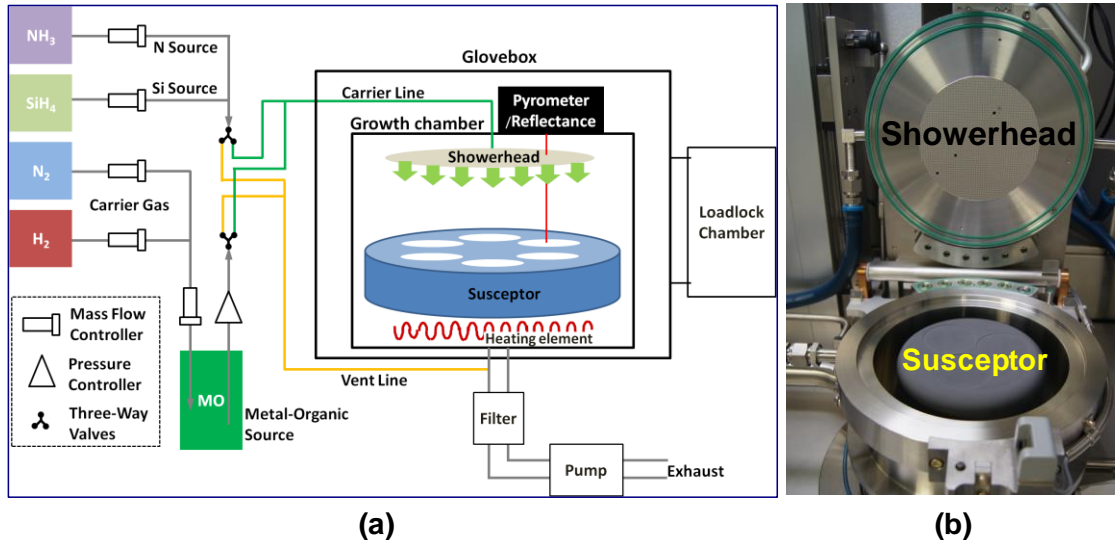 NH₃
N Source
SiH₄
Si Source
N₂
Carrier Gas
H₂
Mass Flow
Controller
Pressure
Controller
Three-Way
Valves
MO
Metal-Organic
Source
Glovebox
Carrier Line
Pyrometer
/Reflectance
Growth chamber
Showerhead
Susceptor
Heating element
Vent Line
Loadlock
Chamber
Filter
Pump
Exhaust
(a)
Showerhead
Susceptor
(b)